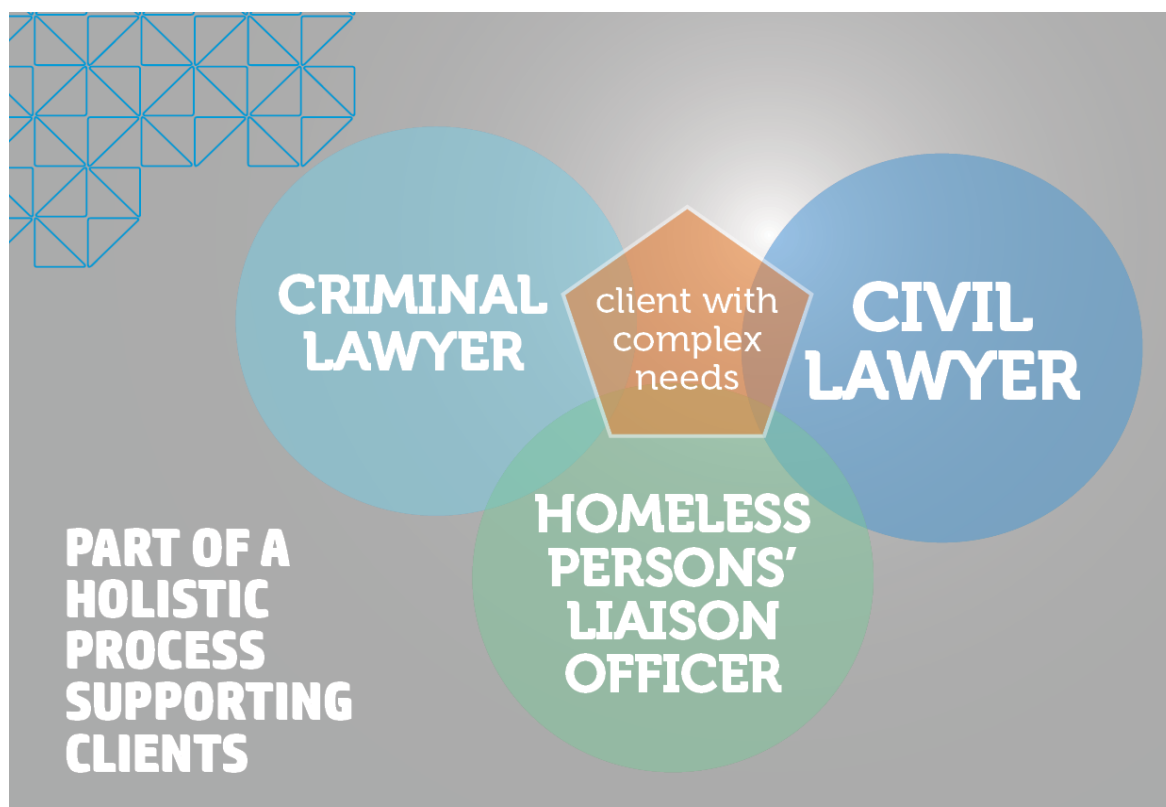 CRIMINAL
LAWYER
client with
complex
needs
CIVIL
LAWYER
HOMELESS
PERSONS’
LIAISON
OFFICER
PART OF A
HOLISTIC
PROCESS
SUPPORTING
CLIENTS